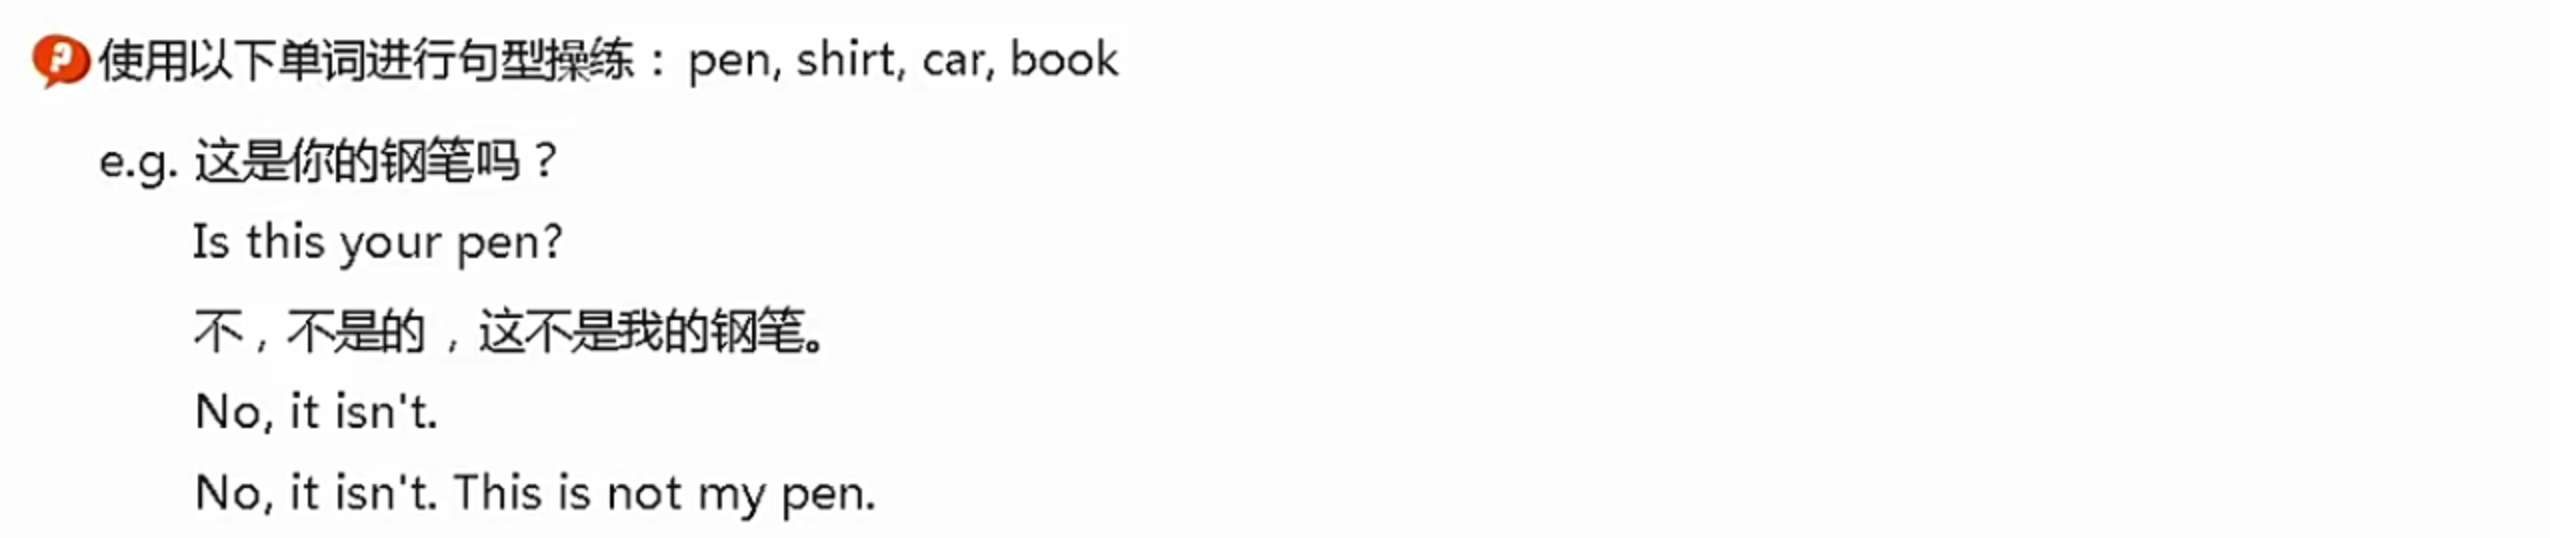 使用以下单词进行句型操练：pen, shirt, car, book
e.g. 这是你的钢笔吗？
Is this your pen?
不，不是的，这不是我的钢笔。
No, it isn't.
No, it isn't. This is not my pen.